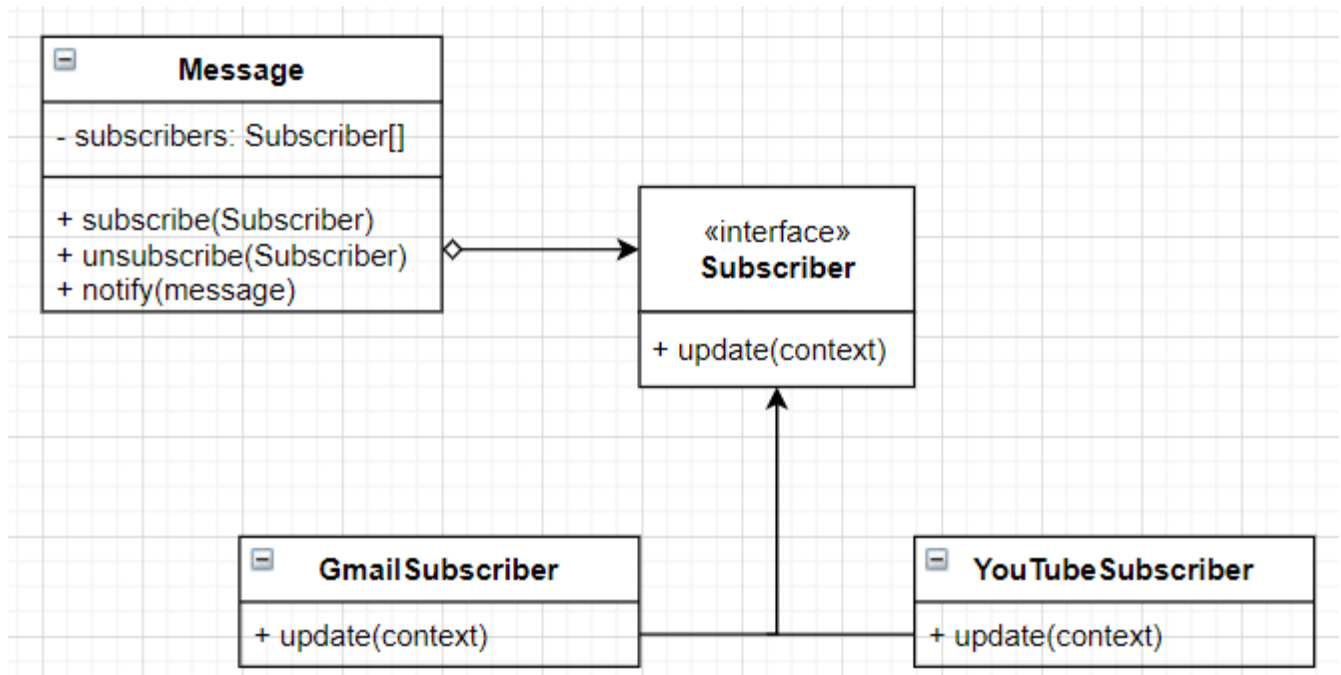 Message
- subscribers: Subscriber[]
+ subscribe(Subscriber)
+ unsubscribe(Subscriber)
+ notify(message)
«interface»
Subscriber
+ update(context)
GmailSubscriber
+ update(context)
YouTubeSubscriber
+ update(context)